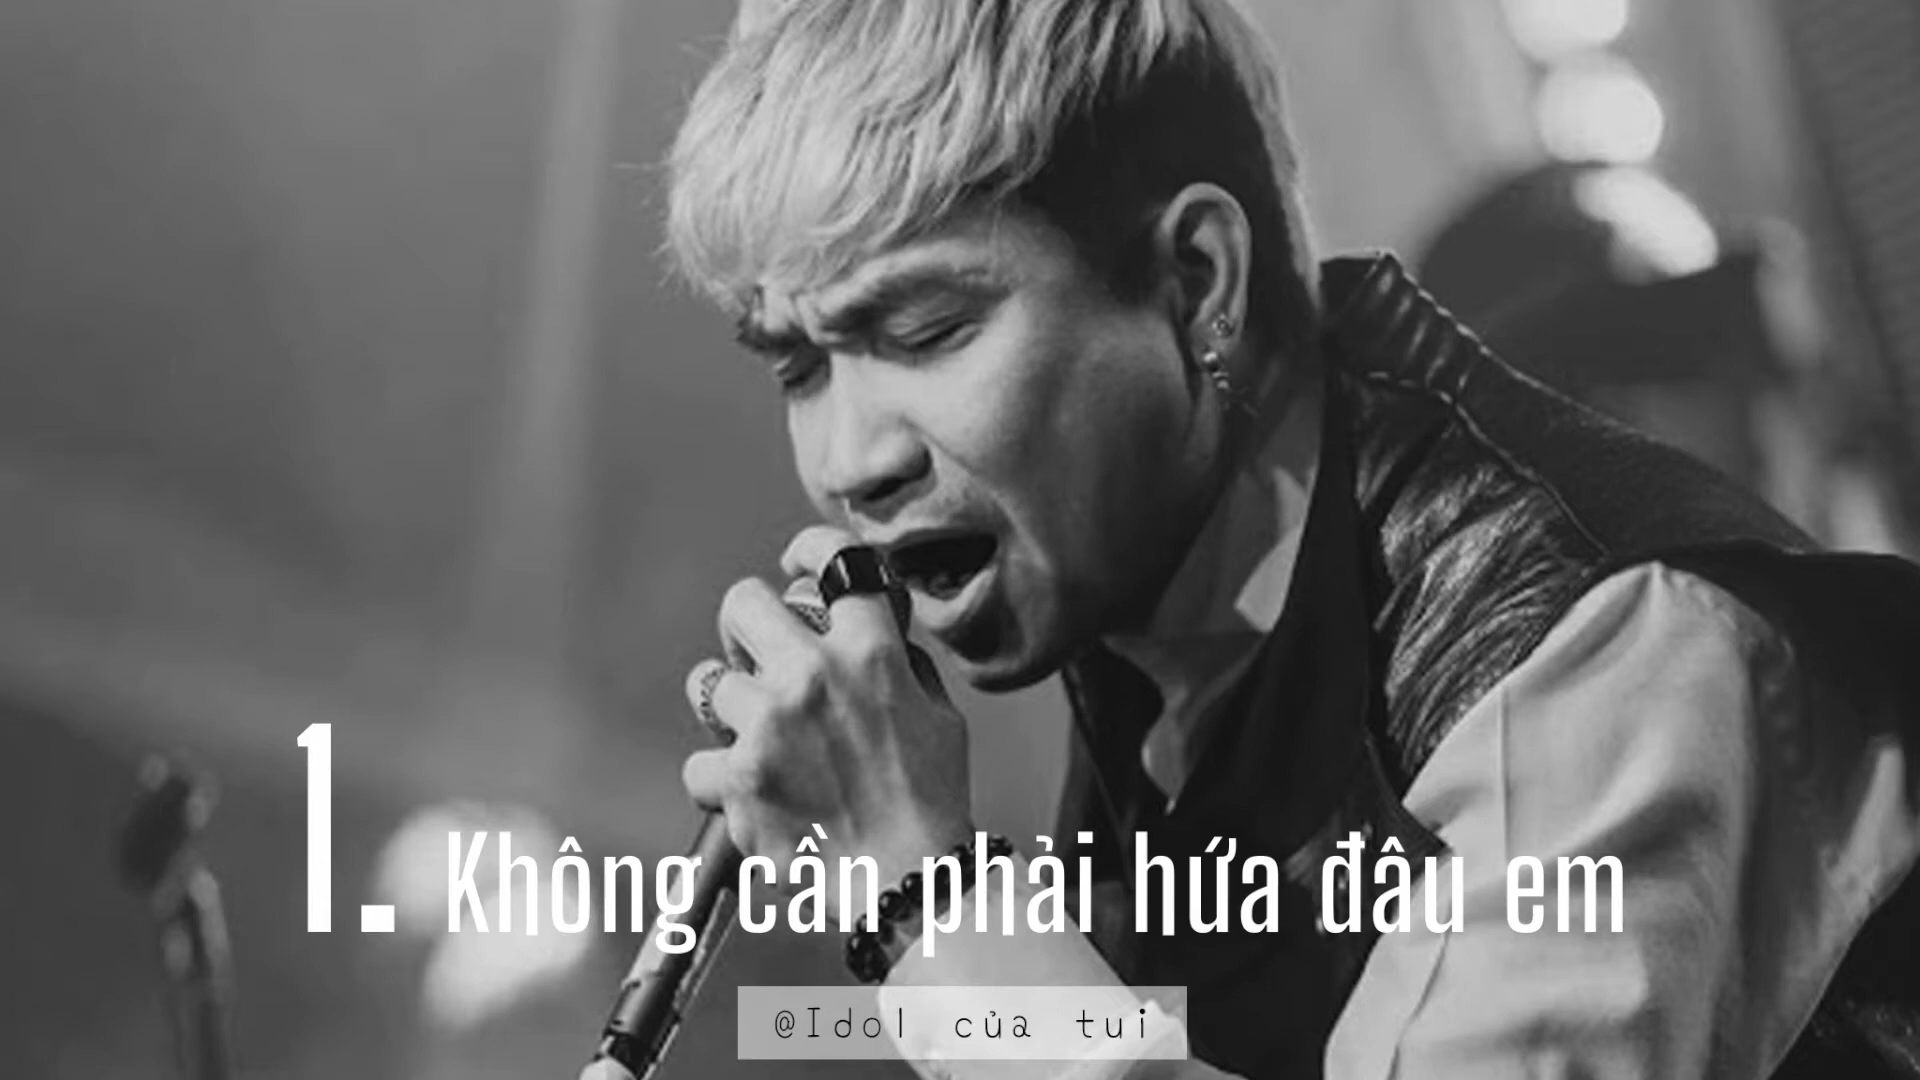 1. Không cần phải hứa đâu em
@Idol của tui